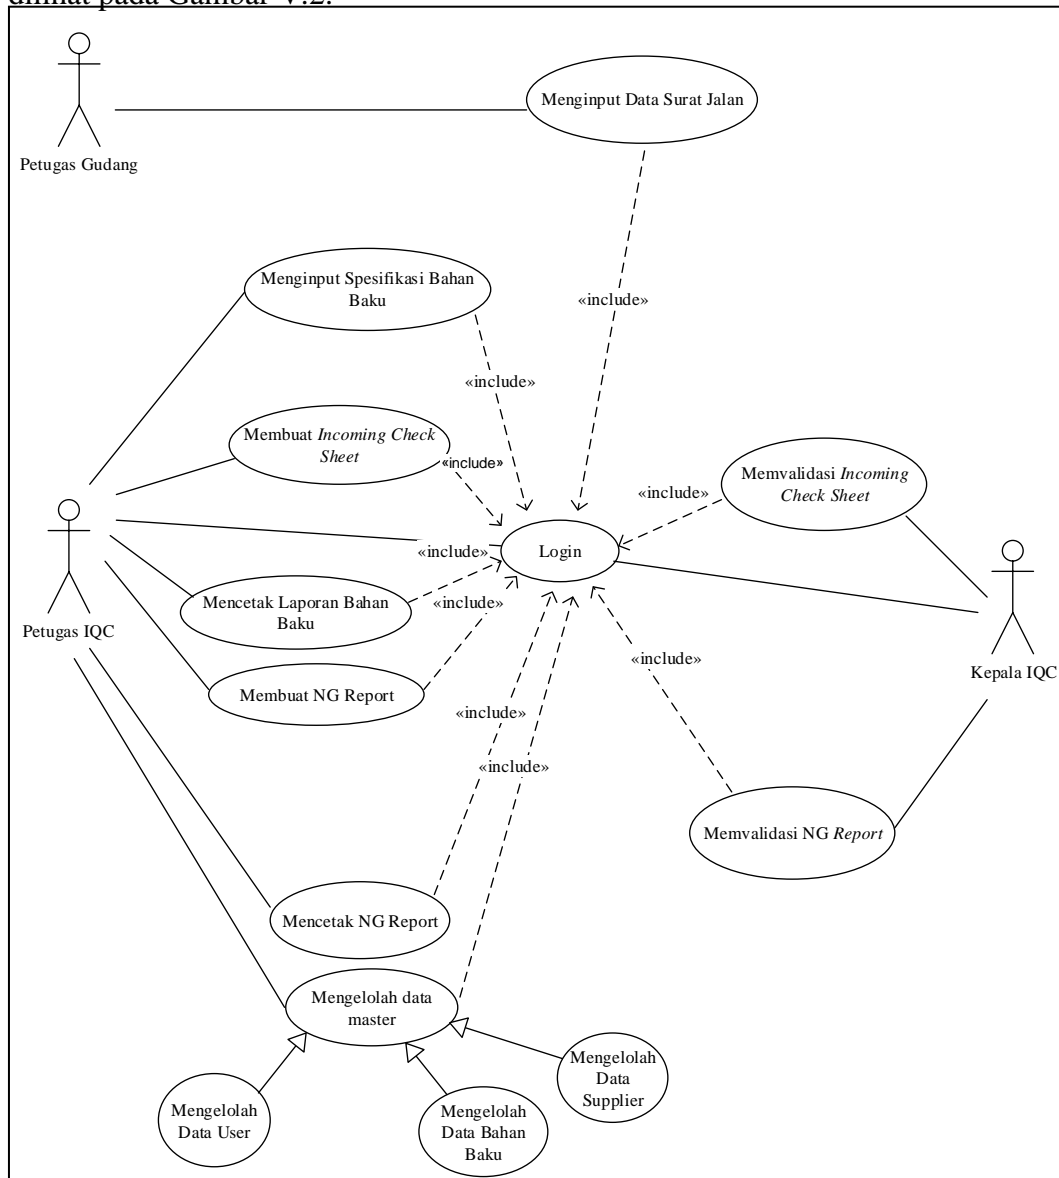 dilihat pada Gambar V.2.
Menginput Data Surat Jalan
Petugas Gudang
Menginput Spesifikasi Bahan
Baku
«include»
«include»
Membuat Incoming Check
Sheet
«include»
Memvalidasi Incoming
Check Sheet
«include»
Login
«include»
Mencetak Laporan Bahan
Baku
«include»
Petugas IQC
«include»
Kepala IQC
Membuat NG Report
«include»
«include»
Memvalidasi NG Report
Mencetak NG Report
Mengelolah data
master
Mengelolah
Data
Supplier
Mengelolah
Data User
Mengelolah
Data Bahan
Baku